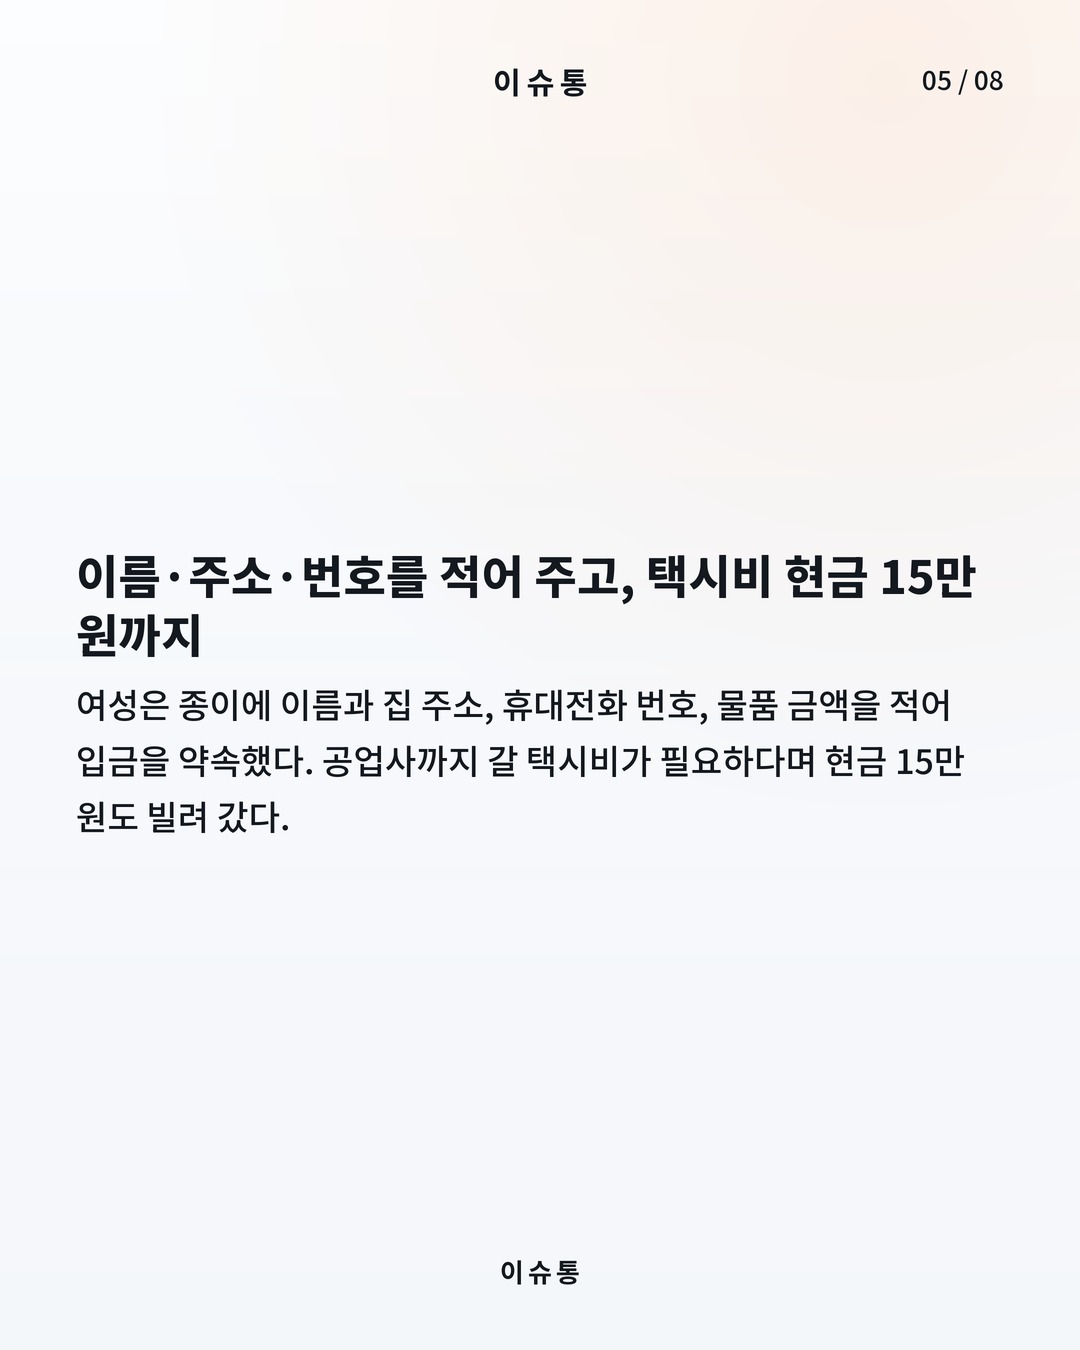 이슈통
05 / 08
이름·주소·번호를 적어 주고, 택시비 현금 15만
원까지
여성은 종이에 이름과 집 주소, 휴대전화 번호, 물품 금액을 적어
입금을 약속했다. 공업사까지 갈 택시비가 필요하다며 현금 15만
원도 빌려 갔다.
이슈통